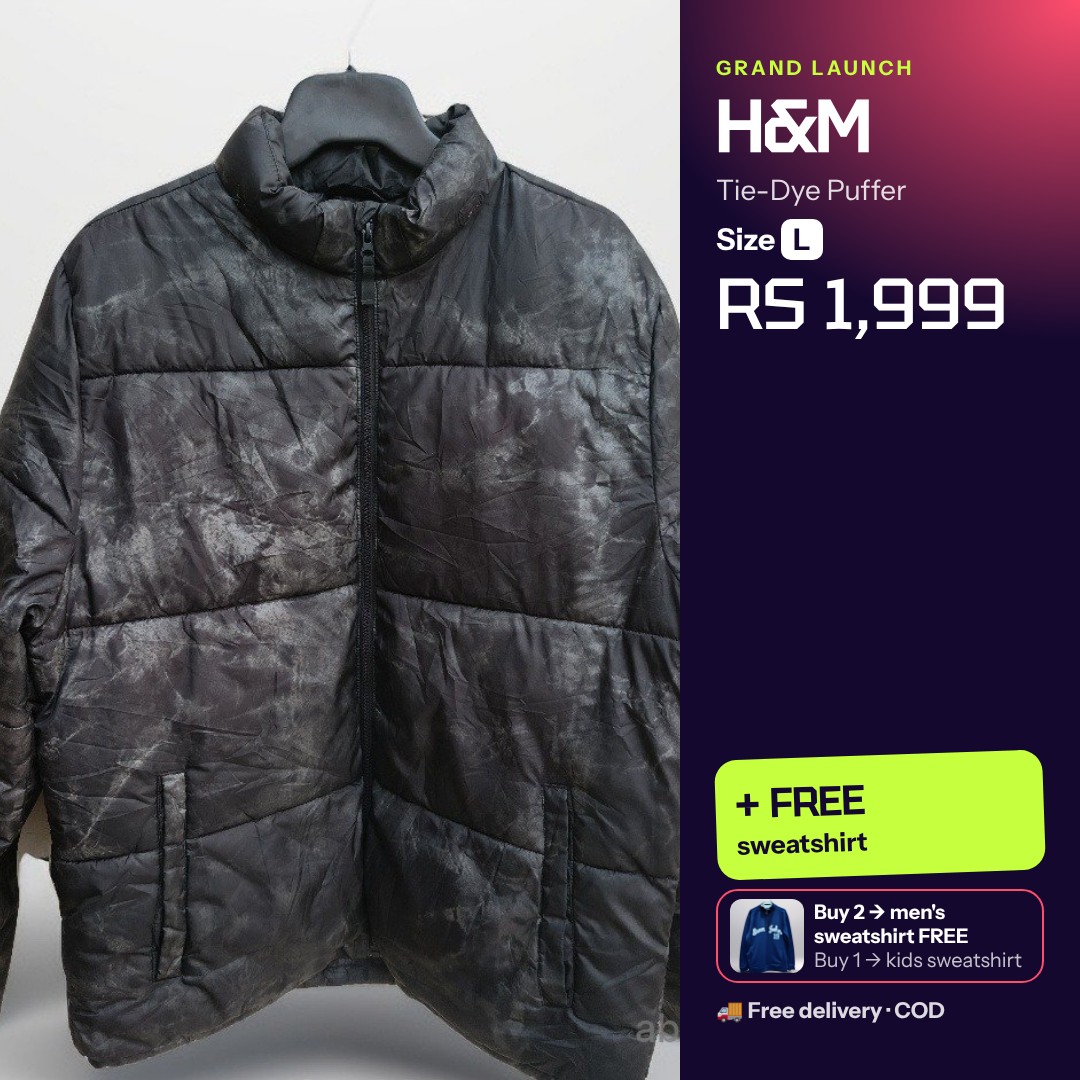 GRAND LAUNCH
H&M
Tie-Dye Puffer
Size L
RS 1,999
+ FREE
sweatshirt
Buy 2 → men's
sweatshirt FREE
Buy 1 → kids sweatshirt
🚚 Free delivery · COD
ab